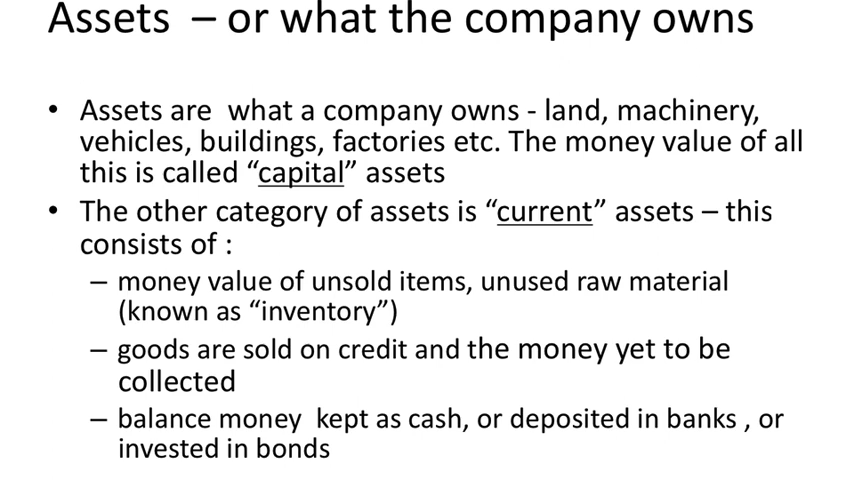 Assets – or what the company owns
• Assets are what a company owns - land, machinery,
vehicles, buildings, factories etc. The money value of all
this is called “capital” assets
• The other category of assets is “current” assets – this
consists of :
– money value of unsold items, unused raw material
(known as “inventory”)
– goods are sold on credit and the money yet to be
collected
– balance money kept as cash, or deposited in banks , or
invested in bonds